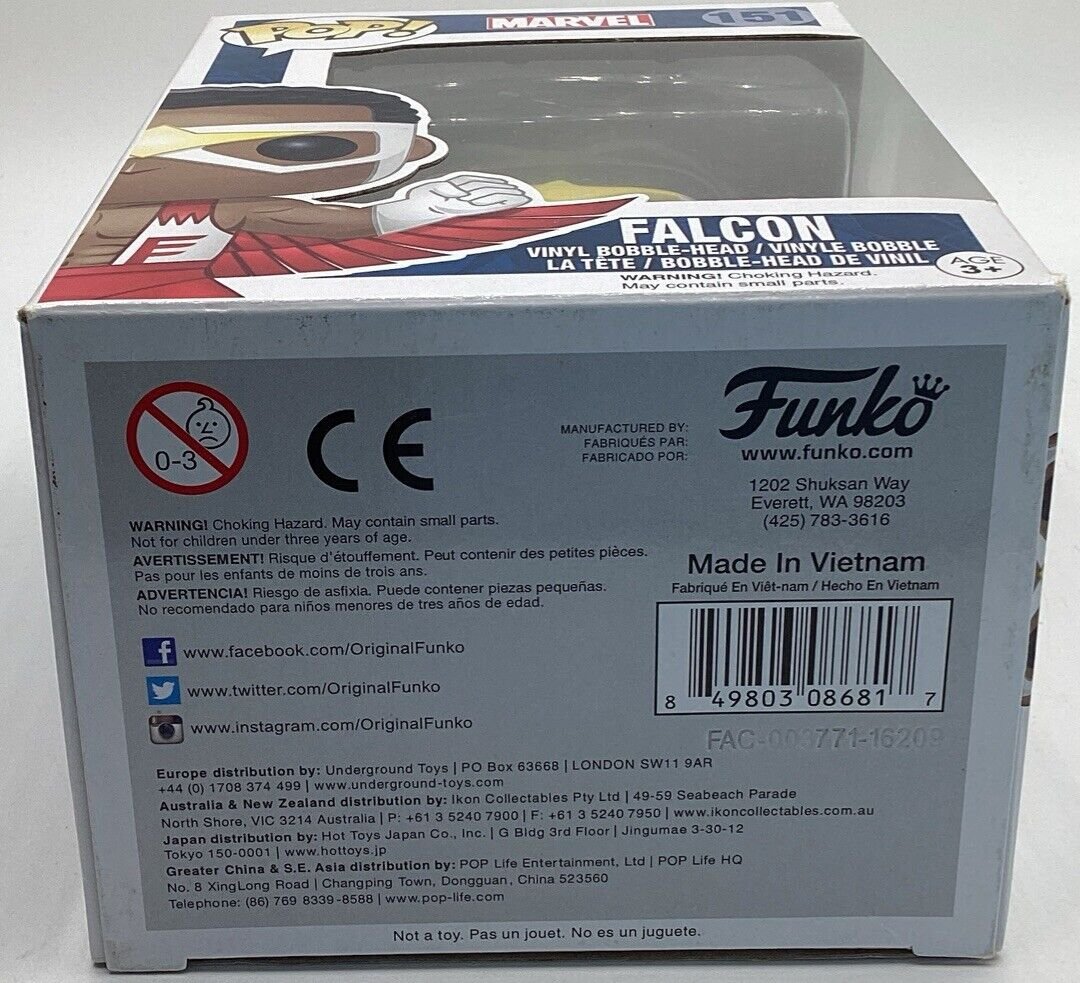 POP!
MARVEL
151
FALCON
VINYL BOBBLE-HEAD / VINYLE BOBBLE
LA TÊTE / BOBBLE-HEAD DE VINIL
WARNING! Choking Hazard.
May contain small parts.
AGE
3+
0-3
CE
MANUFACTURED BY:
FABRIQUÉS PAR:
FABRICADO POR:
Funko
www.funko.com
1202 Shuksan Way
Everett, WA 98203
(425) 783-3616
WARNING! Choking Hazard. May contain small parts.
Not for children under three years of age.
AVERTISSEMENT! Risque d'étouffement. Peut contenir des petites pièces.
Pas pour les enfants de moins de trois ans.
ADVERTENCIA! Riesgo de asfixia. Puede contener piezas pequeñas.
No recomendado para niños menores de tres años de edad.
Made In Vietnam
Fabriqué En Viêt-nam / Hecho En Vietnam
f www.facebook.com/OriginalFunko
www.twitter.com/OriginalFunko
www.instagram.com/OriginalFunko
8 49803 08681 7
FAC-003771-16209
Europe distribution by: Underground Toys | PO Box 63668 | LONDON SW11 9AR
+44 (0) 1708 374 499 | www.underground-toys.com
Australia & New Zealand distribution by: Ikon Collectables Pty Ltd | 49-59 Seabeach Parade
North Shore, VIC 3214 Australia | P: +61 3 5240 7900 | F: +61 3 5240 7950 | www.ikoncollectables.com.au
Japan distribution by: Hot Toys Japan Co., Inc. | G Bldg 3rd Floor | Jingumae 3-30-12
Tokyo 150-0001 | www.hottoys.jp
Greater China & S.E. Asia distribution by: POP Life Entertainment, Ltd | POP Life HQ
No. 8 XingLong Road | Changping Town, Dongguan, China 523560
Telephone: (86) 769 8339-8588 | www.pop-life.com
Not a toy. Pas un jouet. No es un juguete.